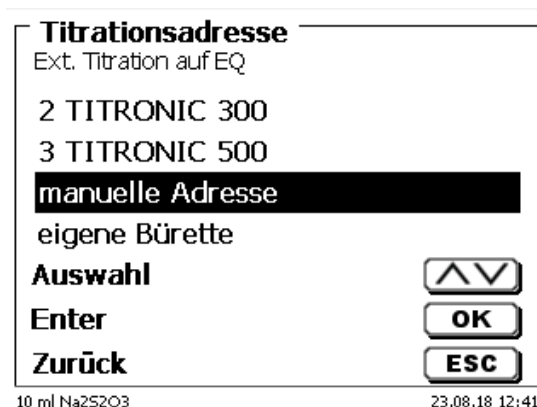 Titrationsadresse
Ext. Titration auf EQ
2 TITRONIC 300
3 TITRONIC 500
manuelle Adresse
eigene Bürette
Auswahl
Enter OK
Zurück ESC
10 ml Na2S2O3 23.08.18 12:41